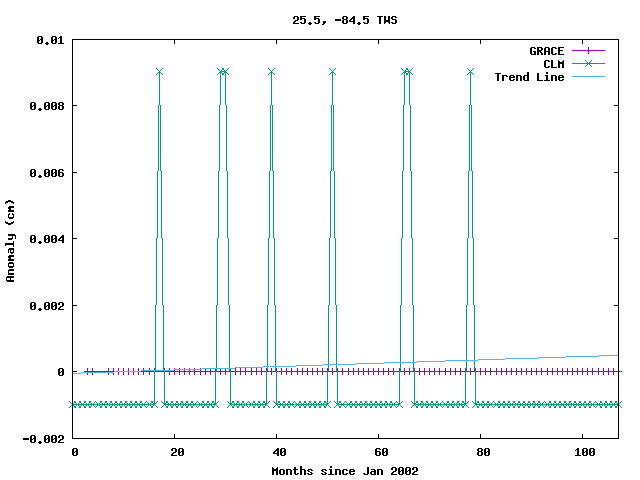 25.5, -84.5 TWS
0.01
GRACE
CLM
Trend Line
0.008
0.006
0.004
0.002
0
-0.002
Anomaly (cm)
0 20 40 60 80 100
Months since Jan 2002